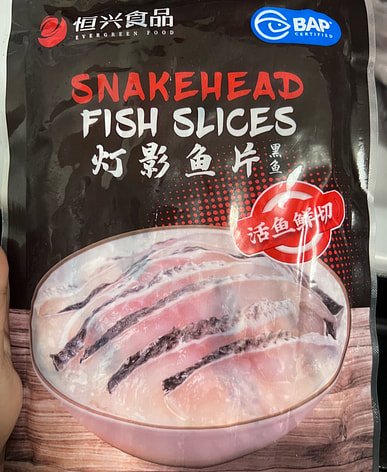 恒兴食品
EVERGREEN FOOD
BAP
CERTIFIED
SNAKEHEAD
FISH SLICES
灯影鱼片
黑鱼
活鱼鲜切